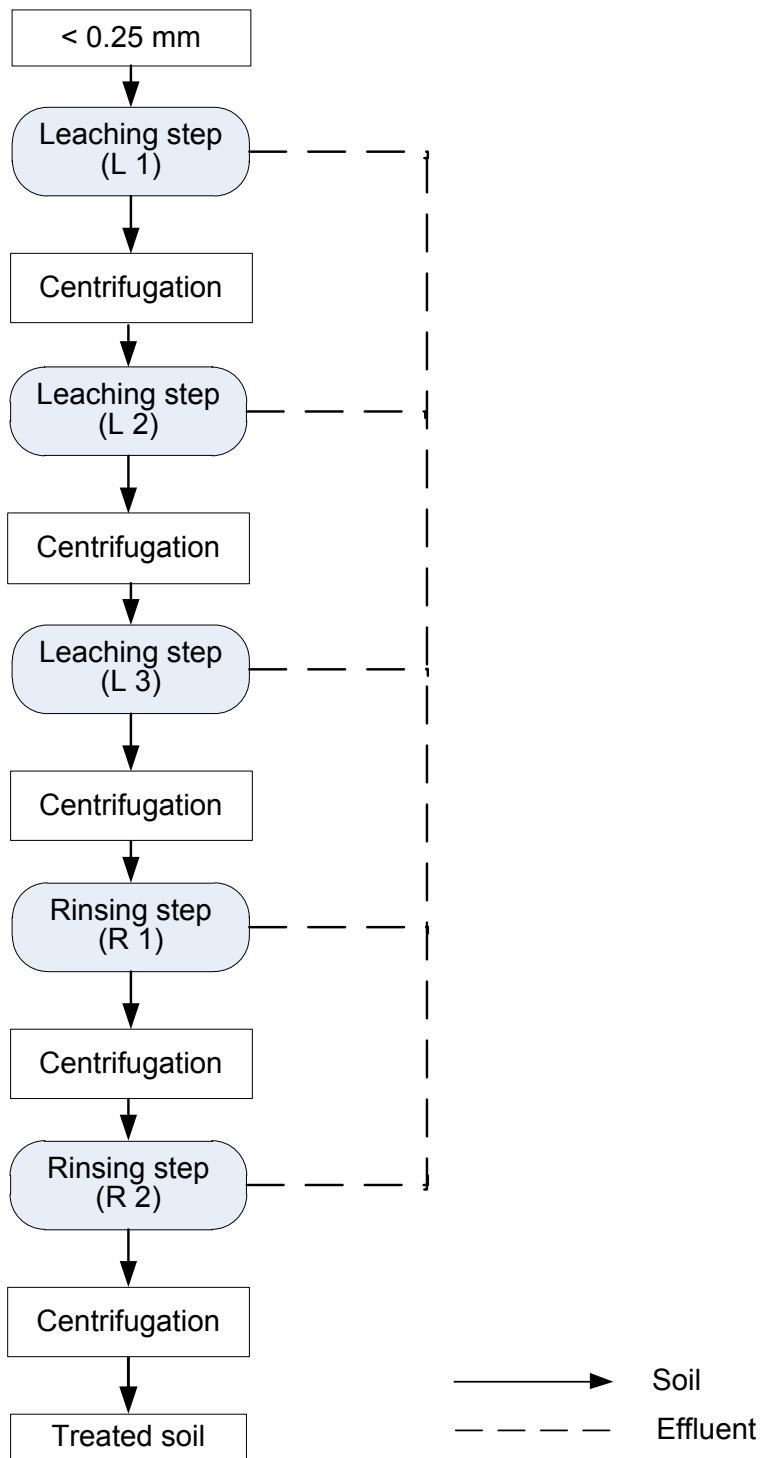 < 0.25 mm
Leaching step
(L 1)
Centrifugation
Leaching step
(L 2)
Centrifugation
Leaching step
(L 3)
Centrifugation
Rinsing step
(R 1)
Centrifugation
Rinsing step
(R 2)
Centrifugation
Treated soil
Soil
Effluent